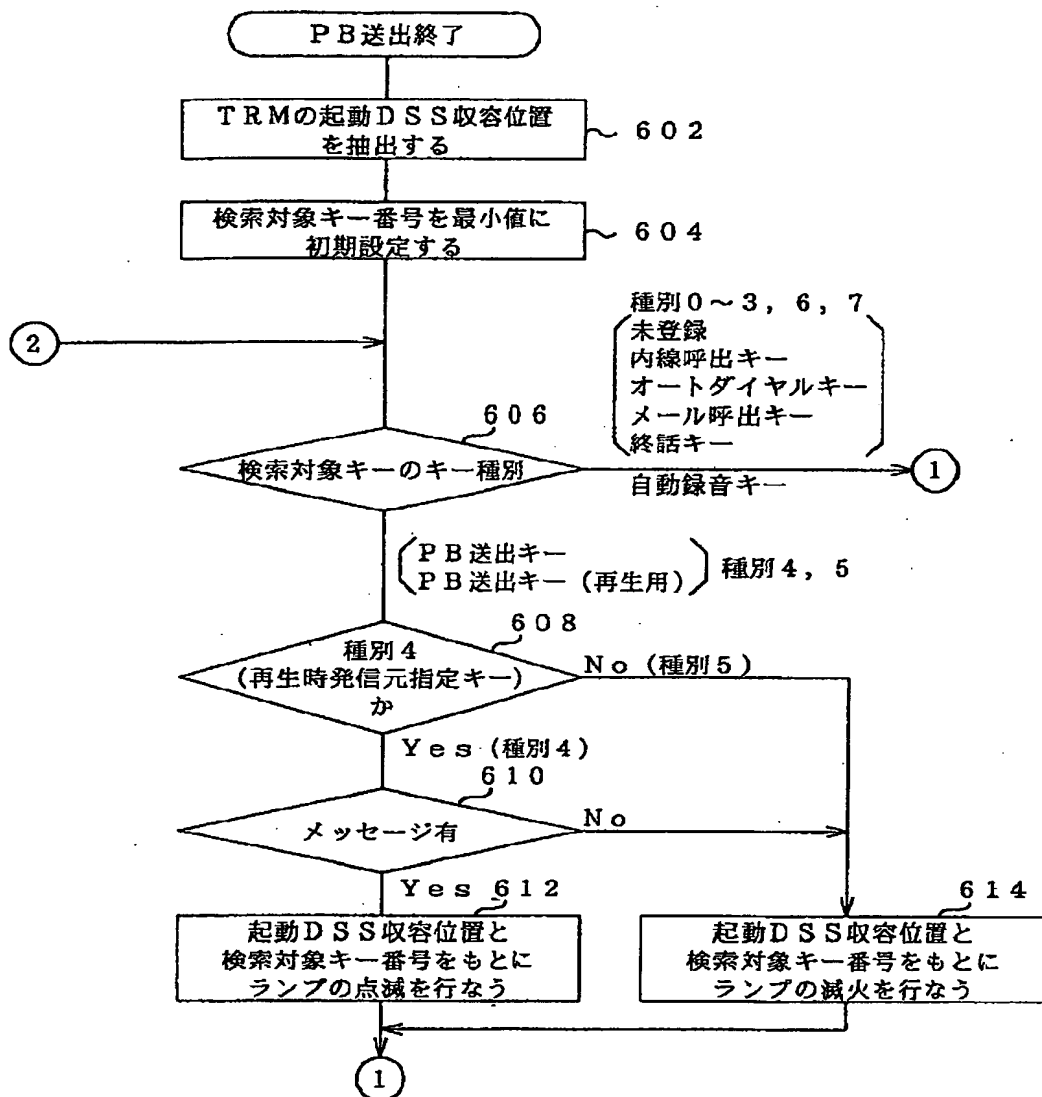 PB送出終了
TRMの起動DSS収容位置
を抽出する
602
検索対象キー番号を最小値に
初期設定する
604
②
種別0~3,6,7
未登録
内線呼出キー
オートダイヤルキー
メール呼出キー
終話キー
自動録音キー
①
606
検索対象キーのキー種別
PB送出キー
PB送出キー(再生用)
種別4,5
608
種別4
(再生時発信元指定キー)
か
No(種別5)
Yes(種別4)
610
メッセージ有
No
Yes
612
起動DSS収容位置と
検索対象キー番号をもとに
ランプの点滅を行なう
614
起動DSS収容位置と
検索対象キー番号をもとに
ランプの滅火を行なう
①